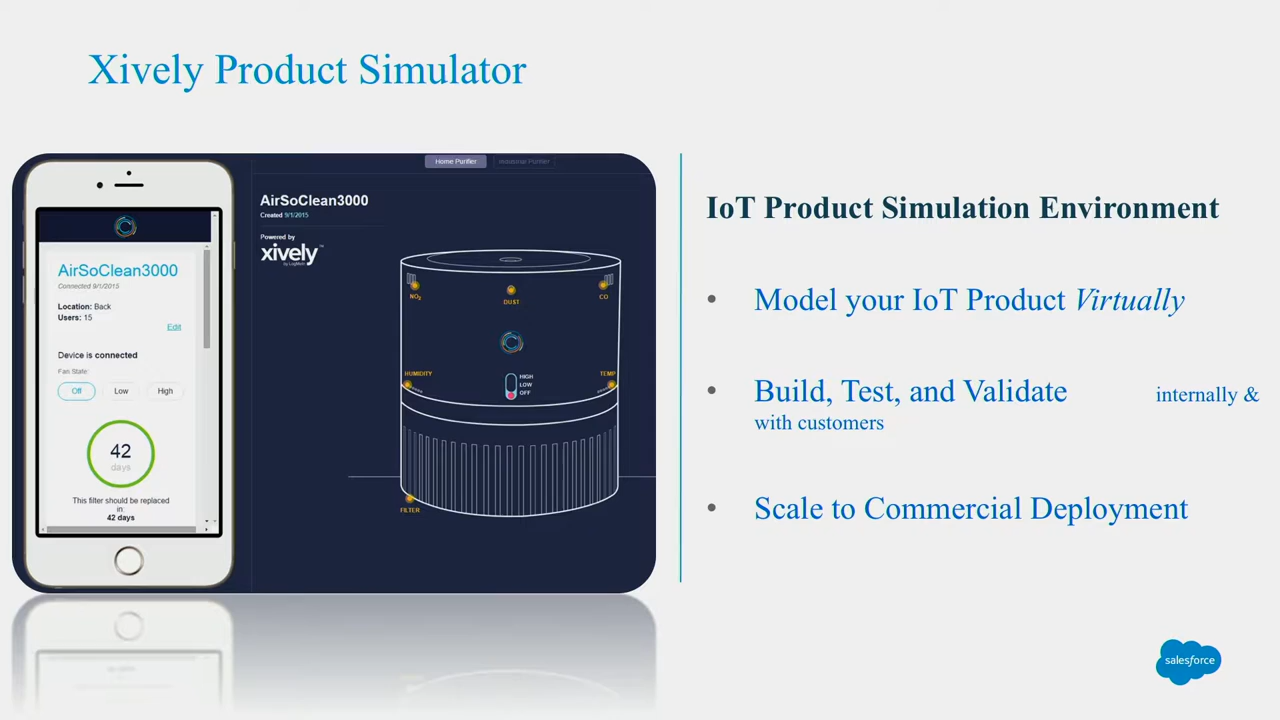 Xively Product Simulator
AirSoClean3000
Connected 9/1/2015
Location: Back
Users: 15
Edit
Device is connected
Fan State:
Off Low High
42
days
This filter should be replaced
in:
42 days
Home Purifier Industrial Purifier
AirSoClean3000
Created 9/1/2015
Powered by
xively™
by LogMeIn
NO₂
DUST
CO
HUMIDITY
TEMP
HIGH
LOW
OFF
FILTER
IoT Product Simulation Environment
• Model your IoT Product Virtually
• Build, Test, and Validate internally &
with customers
• Scale to Commercial Deployment
salesforce